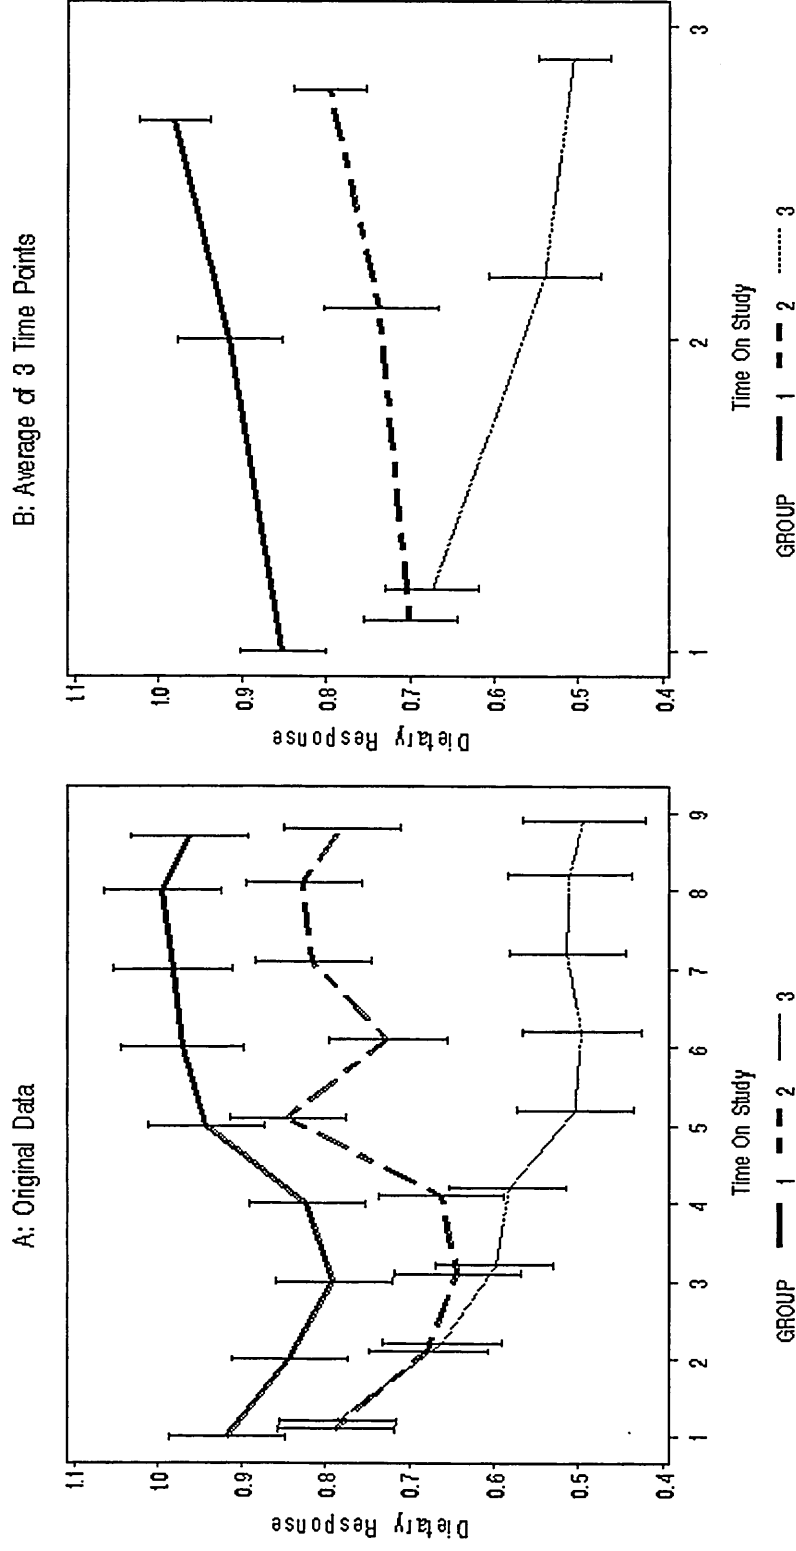 A: Original Data
Dietary Response
1.1
1.0
0.9
0.8
0.7
0.6
0.5
0.4
1 2 3 4 5 6 7 8 9
Time On Study
GROUP 1 2 3
B: Average of 3 Time Points
Dietary Response
1.1
1.0
0.9
0.8
0.7
0.6
0.5
0.4
1 2 3
Time On Study
GROUP 1 2 3